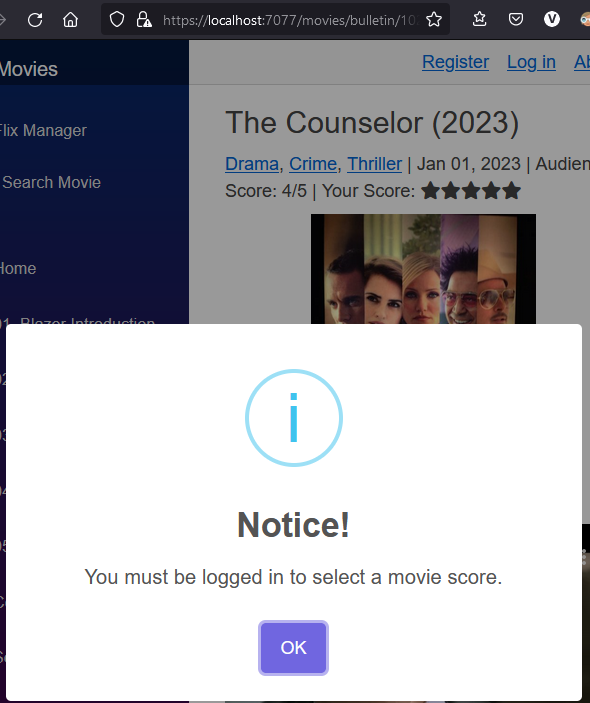 https://localhost:7077/movies/bulletin/10
Movies
Register Log in
Flix Manager
The Counselor (2023)
Drama, Crime, Thriller | Jan 01, 2023 | Audien
Search Movie
Score: 4/5 | Your Score:
Home
Blazor Introduction
Notice!
You must be logged in to select a movie score.
OK